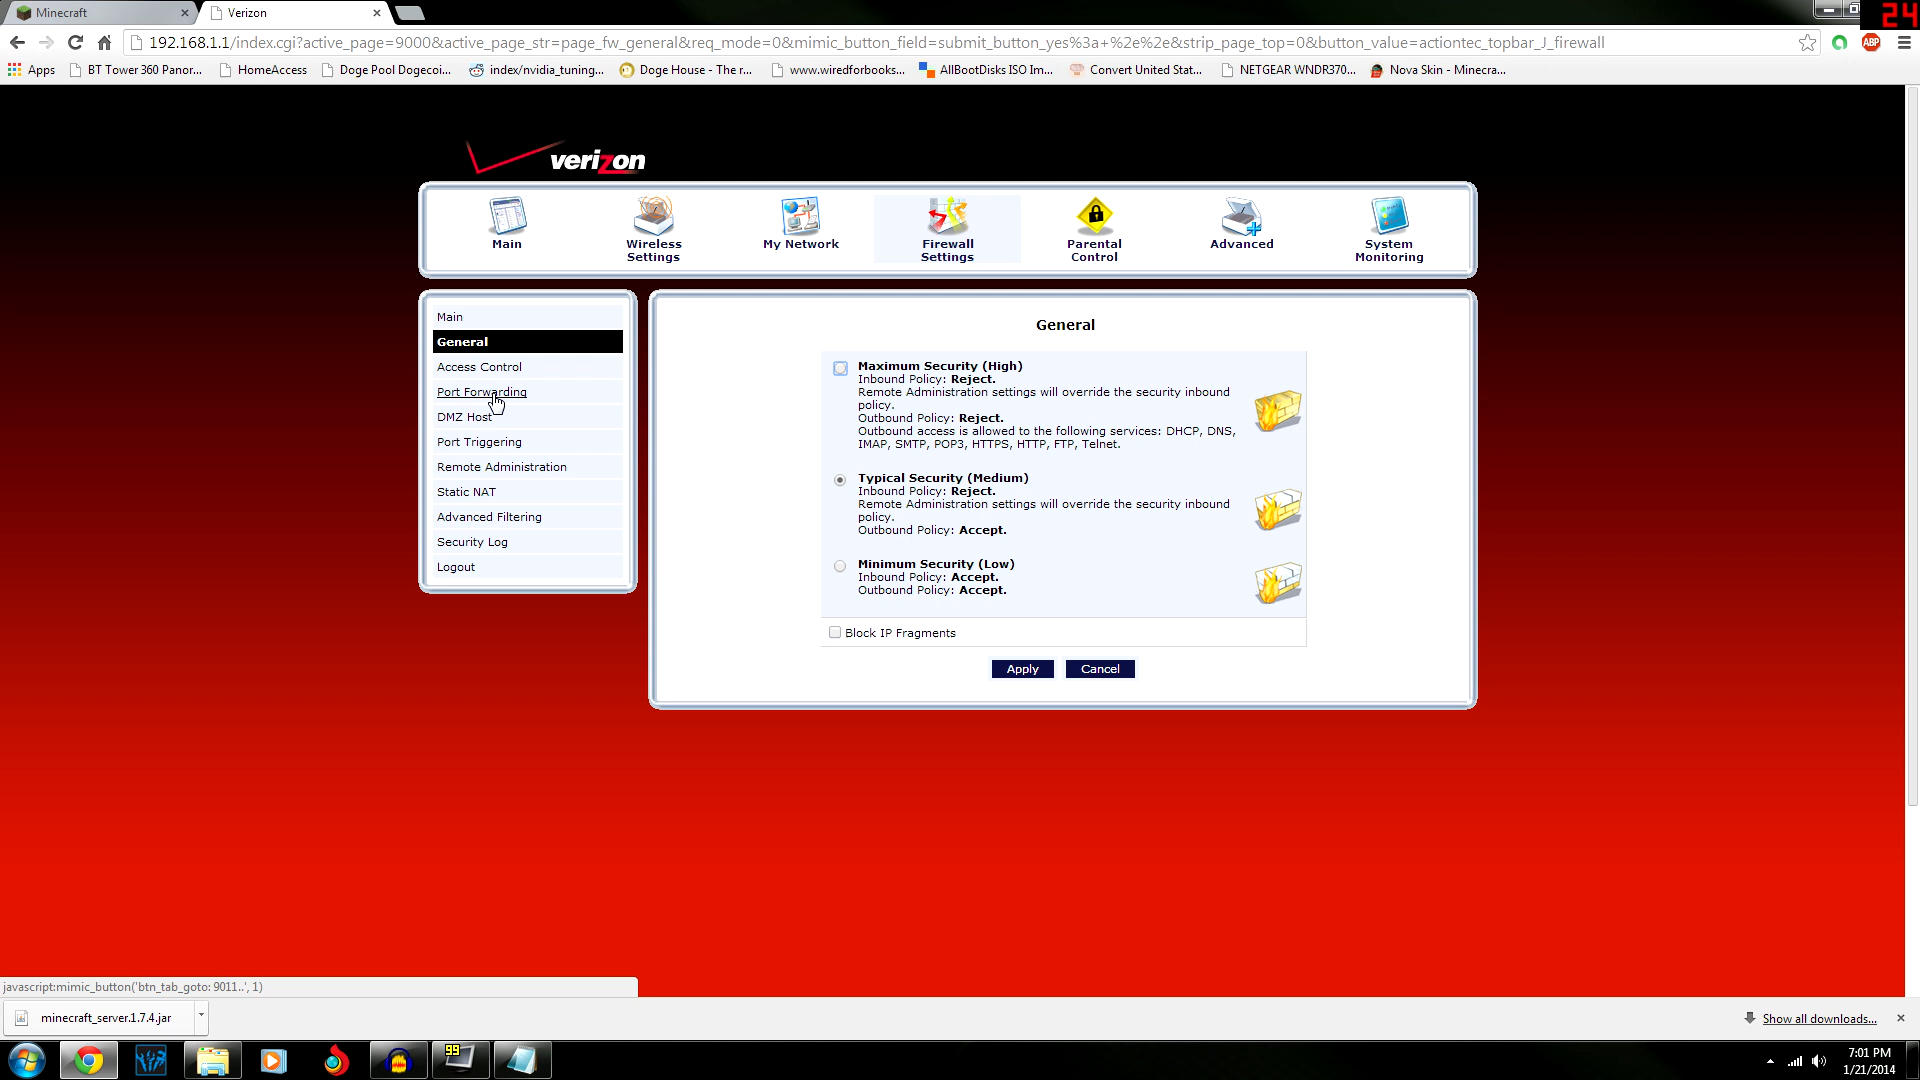 Minecraft
Verizon
24
192.168.1.1/index.cgi?active_page=9000&active_page_str=page_fw_general&req_mode=0&mimic_button_field=submit_button_yes%3a+%2e%2e&strip_page_top=0&button_value=actiontec_topbar_J_firewall
ABP
Apps
BT Tower 360 Panor...
HomeAccess
Doge Pool Dogecoi...
index/nvidia_tuning...
Doge House - The r...
www.wiredforbooks...
AllBootDisks ISO Im...
Convert United Stat...
NETGEAR WNDR370...
Nova Skin - Minecra...
verizon
Main
Wireless
Settings
My Network
Firewall
Settings
Parental
Control
Advanced
System
Monitoring
Main
General
Access Control
Port Forwarding
DMZ Host
Port Triggering
Remote Administration
Static NAT
Advanced Filtering
Security Log
Logout
General
Maximum Security (High)
Inbound Policy: Reject.
Remote Administration settings will override the security inbound
policy.
Outbound Policy: Reject.
Outbound access is allowed to the following services: DHCP, DNS,
IMAP, SMTP, POP3, HTTPS, HTTP, FTP, Telnet.
Typical Security (Medium)
Inbound Policy: Reject.
Remote Administration settings will override the security inbound
policy.
Outbound Policy: Accept.
Minimum Security (Low)
Inbound Policy: Accept.
Outbound Policy: Accept.
Block IP Fragments
Apply
Cancel
javascript:mimic_button('btn_tab_goto: 9011..', 1)
minecraft_server.1.7.4.jar
Show all downloads...
99
7:01 PM
1/21/2014